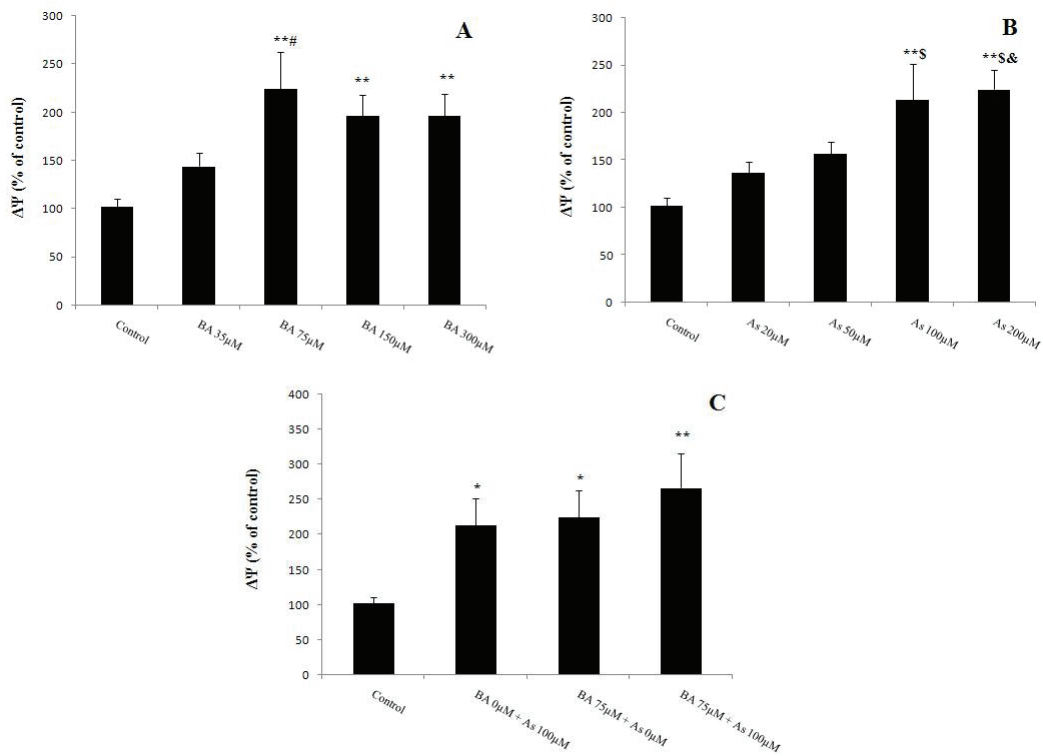 A
ΔΨ (% of control)
300
250
200
150
100
50
0
**#
**
**
Control
BA 35µM
BA 75µM
BA 150µM
BA 300µM
B
ΔΨ (% of control)
300
250
200
150
100
50
0
**$
**$&
Control
As 20µM
As 50µM
As 100µM
As 200µM
C
ΔΨ (% of control)
400
350
300
250
200
150
100
50
0
*
*
**
Control
BA 0µM + As 100µM
BA 75µM + As 0µM
BA 75µM + As 100µM